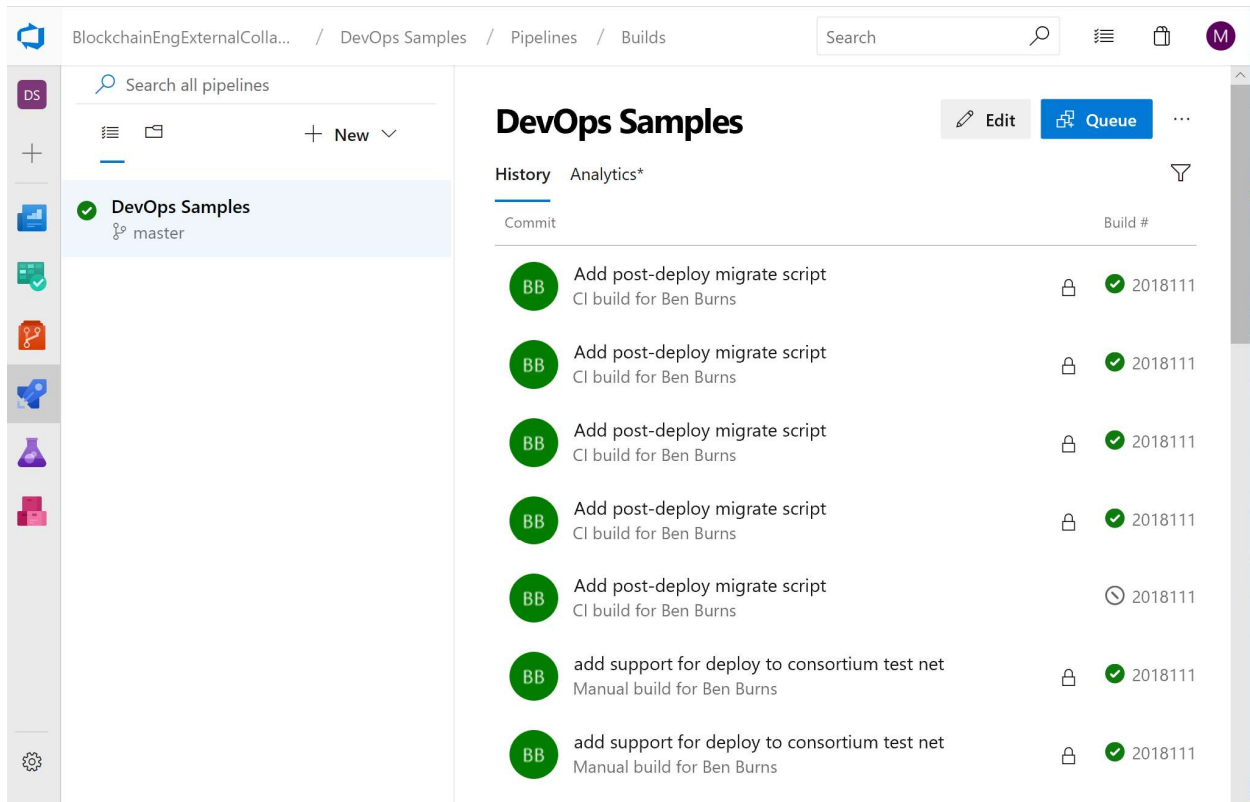 BlockchainEngExternalColla... / DevOps Samples / Pipelines / Builds
Search
M
DS
Search all pipelines
New
DevOps Samples
master
DevOps Samples
Edit
Queue
...
History Analytics*
Commit Build #
BB
Add post-deploy migrate script
CI build for Ben Burns
2018111
BB
Add post-deploy migrate script
CI build for Ben Burns
2018111
BB
Add post-deploy migrate script
CI build for Ben Burns
2018111
BB
Add post-deploy migrate script
CI build for Ben Burns
2018111
BB
Add post-deploy migrate script
CI build for Ben Burns
2018111
BB
add support for deploy to consortium test net
Manual build for Ben Burns
2018111
BB
add support for deploy to consortium test net
Manual build for Ben Burns
2018111